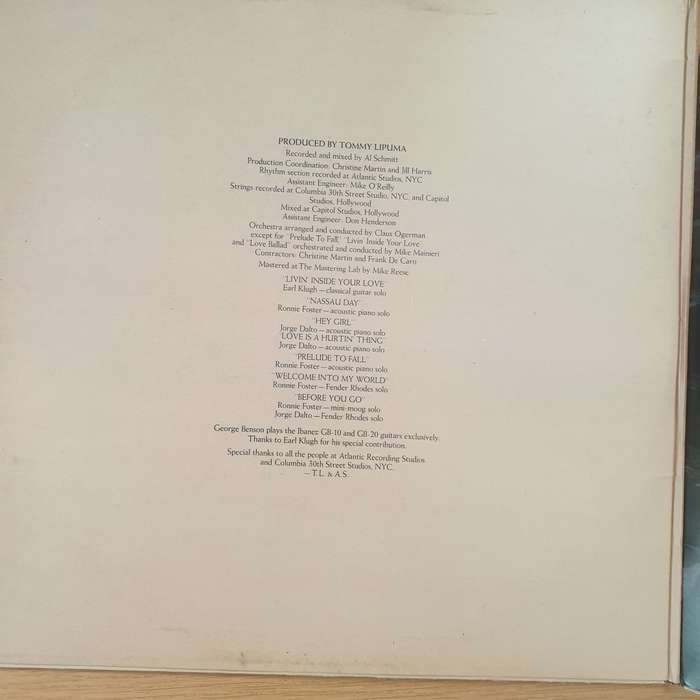 PRODUCED BY TOMMY LIPUMA
Recorded and mixed by Al Schmitt
Production Coordination: Christine Martin and Jill Harris
Rhythm section recorded at Atlantic Studios, NYC
Assistant Engineer: Mike O'Reilly
Strings recorded at Columbia 30th Street Studio, NYC, and Capitol
Studios, Hollywood
Mixed at Capitol Studios, Hollywood
Assistant Engineer: Don Henderson
Orchestra arranged and conducted by Claus Ogerman
except for "Prelude To Fall," "Livin' Inside Your Love"
and "Love Ballad" orchestrated and conducted by Mike Mainieri
Contractors: Christine Martin and Frank De Caro
Mastered at The Mastering Lab by Mike Reese
"LIVIN' INSIDE YOUR LOVE"
Earl Klugh—classical guitar solo
"NASSAU DAY"
Ronnie Foster—acoustic piano solo
"HEY GIRL"
Jorge Dalto—acoustic piano solo
"LOVE IS A HURTIN' THING"
Jorge Dalto—acoustic piano solo
"PRELUDE TO FALL"
Ronnie Foster—acoustic piano solo
"WELCOME INTO MY WORLD"
Ronnie Foster—Fender Rhodes solo
"BEFORE YOU GO"
Ronnie Foster—mini-moog solo
Jorge Dalto—Fender Rhodes solo
George Benson plays the Ibanez GB-10 and GB-20 guitars exclusively.
Thanks to Earl Klugh for his special contribution.
Special thanks to all the people at Atlantic Recording Studios
and Columbia 30th Street Studios, NYC.
—T.L. & A.S.